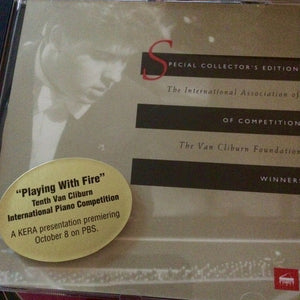 SPECIAL COLLECTOR'S EDITION
The International Association of
OF COMPETITION
The Van Cliburn Foundation
WINNERS
"Playing With Fire"
Tenth Van Cliburn
International Piano Competition
A KERA presentation premiering
October 8 on PBS.